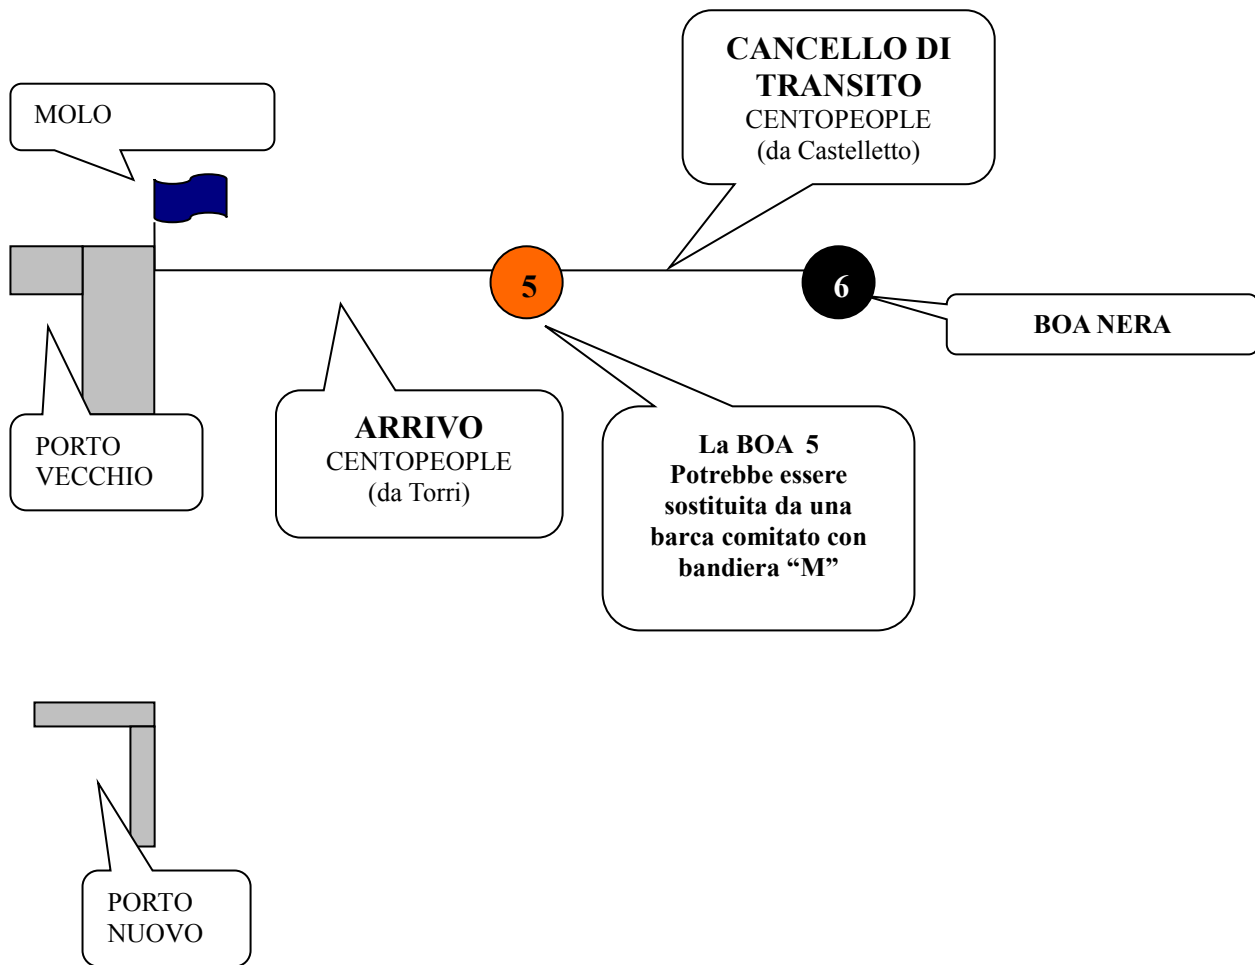 CANCELLO DI
TRANSITO
CENTOPEOPLE
(da Castelletto)
MOLO
5
6
BOA NERA
PORTO
VECCHIO
ARRIVO
CENTOPEOPLE
(da Torri)
La BOA 5
Potrebbe essere
sostituita da una
barca comitato con
bandiera “M”
PORTO
NUOVO